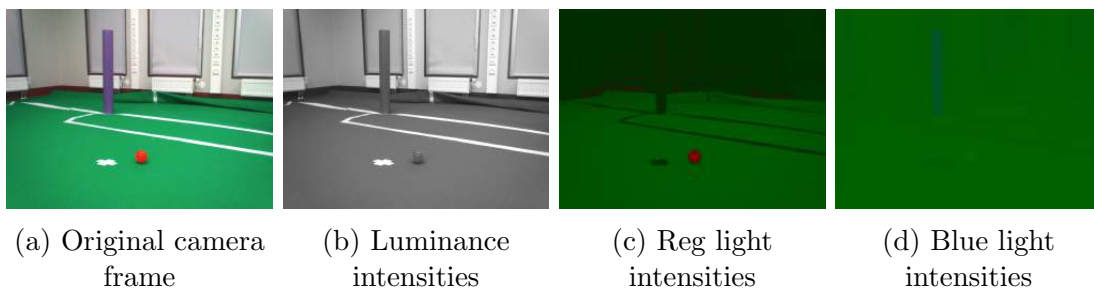 (a) Original camera
frame
(b) Luminance
intensities
(c) Reg light
intensities
(d) Blue light
intensities